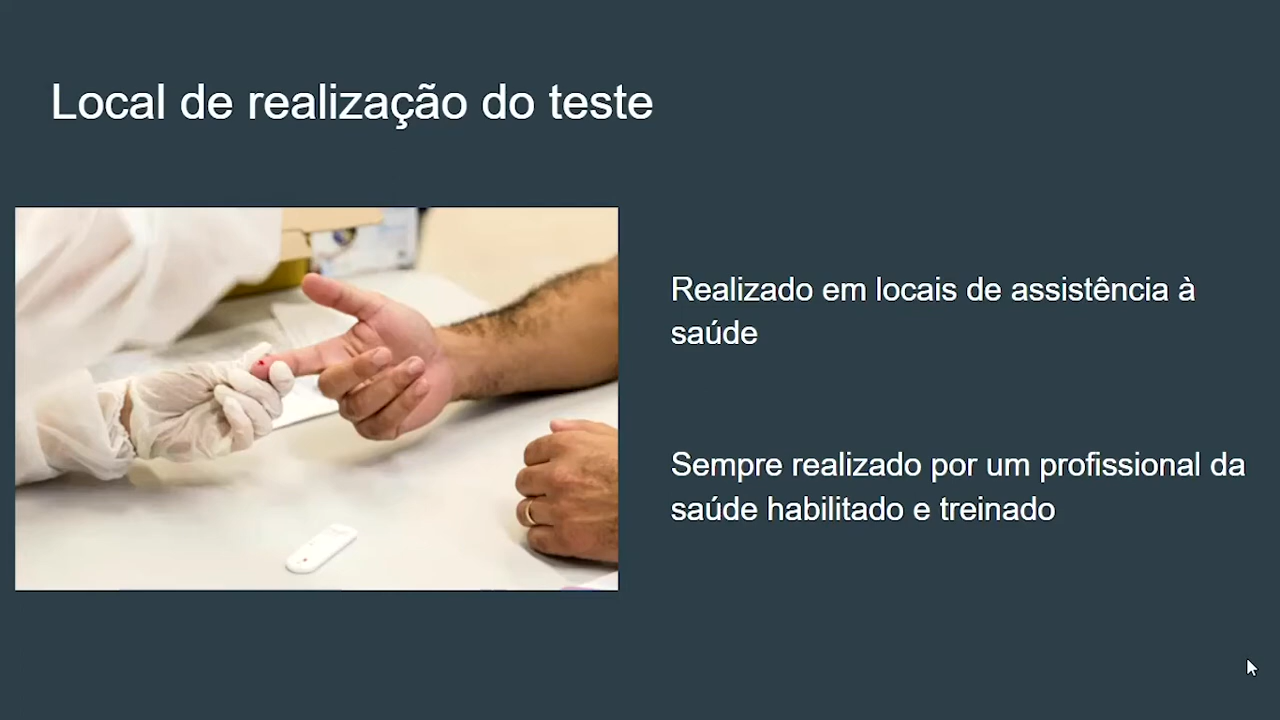 Local de realização do teste
Realizado em locais de assistência à
saúde
Sempre realizado por um profissional da
saúde habilitado e treinado